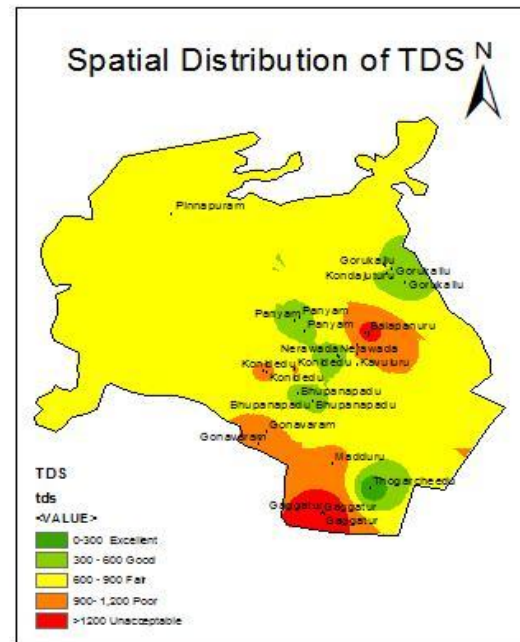 Spatial Distribution of TDS
N
Pinnapuram
Gorukallu
Gorukallu
Kondajuturu
Gorukallu
Panyam
Panyam
Panyam
Balapanuru
Nerawada
Nerawada
Konidedu
Kavuluru
Konidedu
Konidedu
Bhupanapadu
Bhupanapadu
Bhupanapadu
Gonavaram
Gonavaram
Madduru
Thogarcheedu
Gaggatur
Gaggatur
Gaggatur
TDS
tds
<VALUE>
0-300 Excellent
300 - 600 Good
600 - 900 Fair
900- 1,200 Poor
>1200 Unacceptable